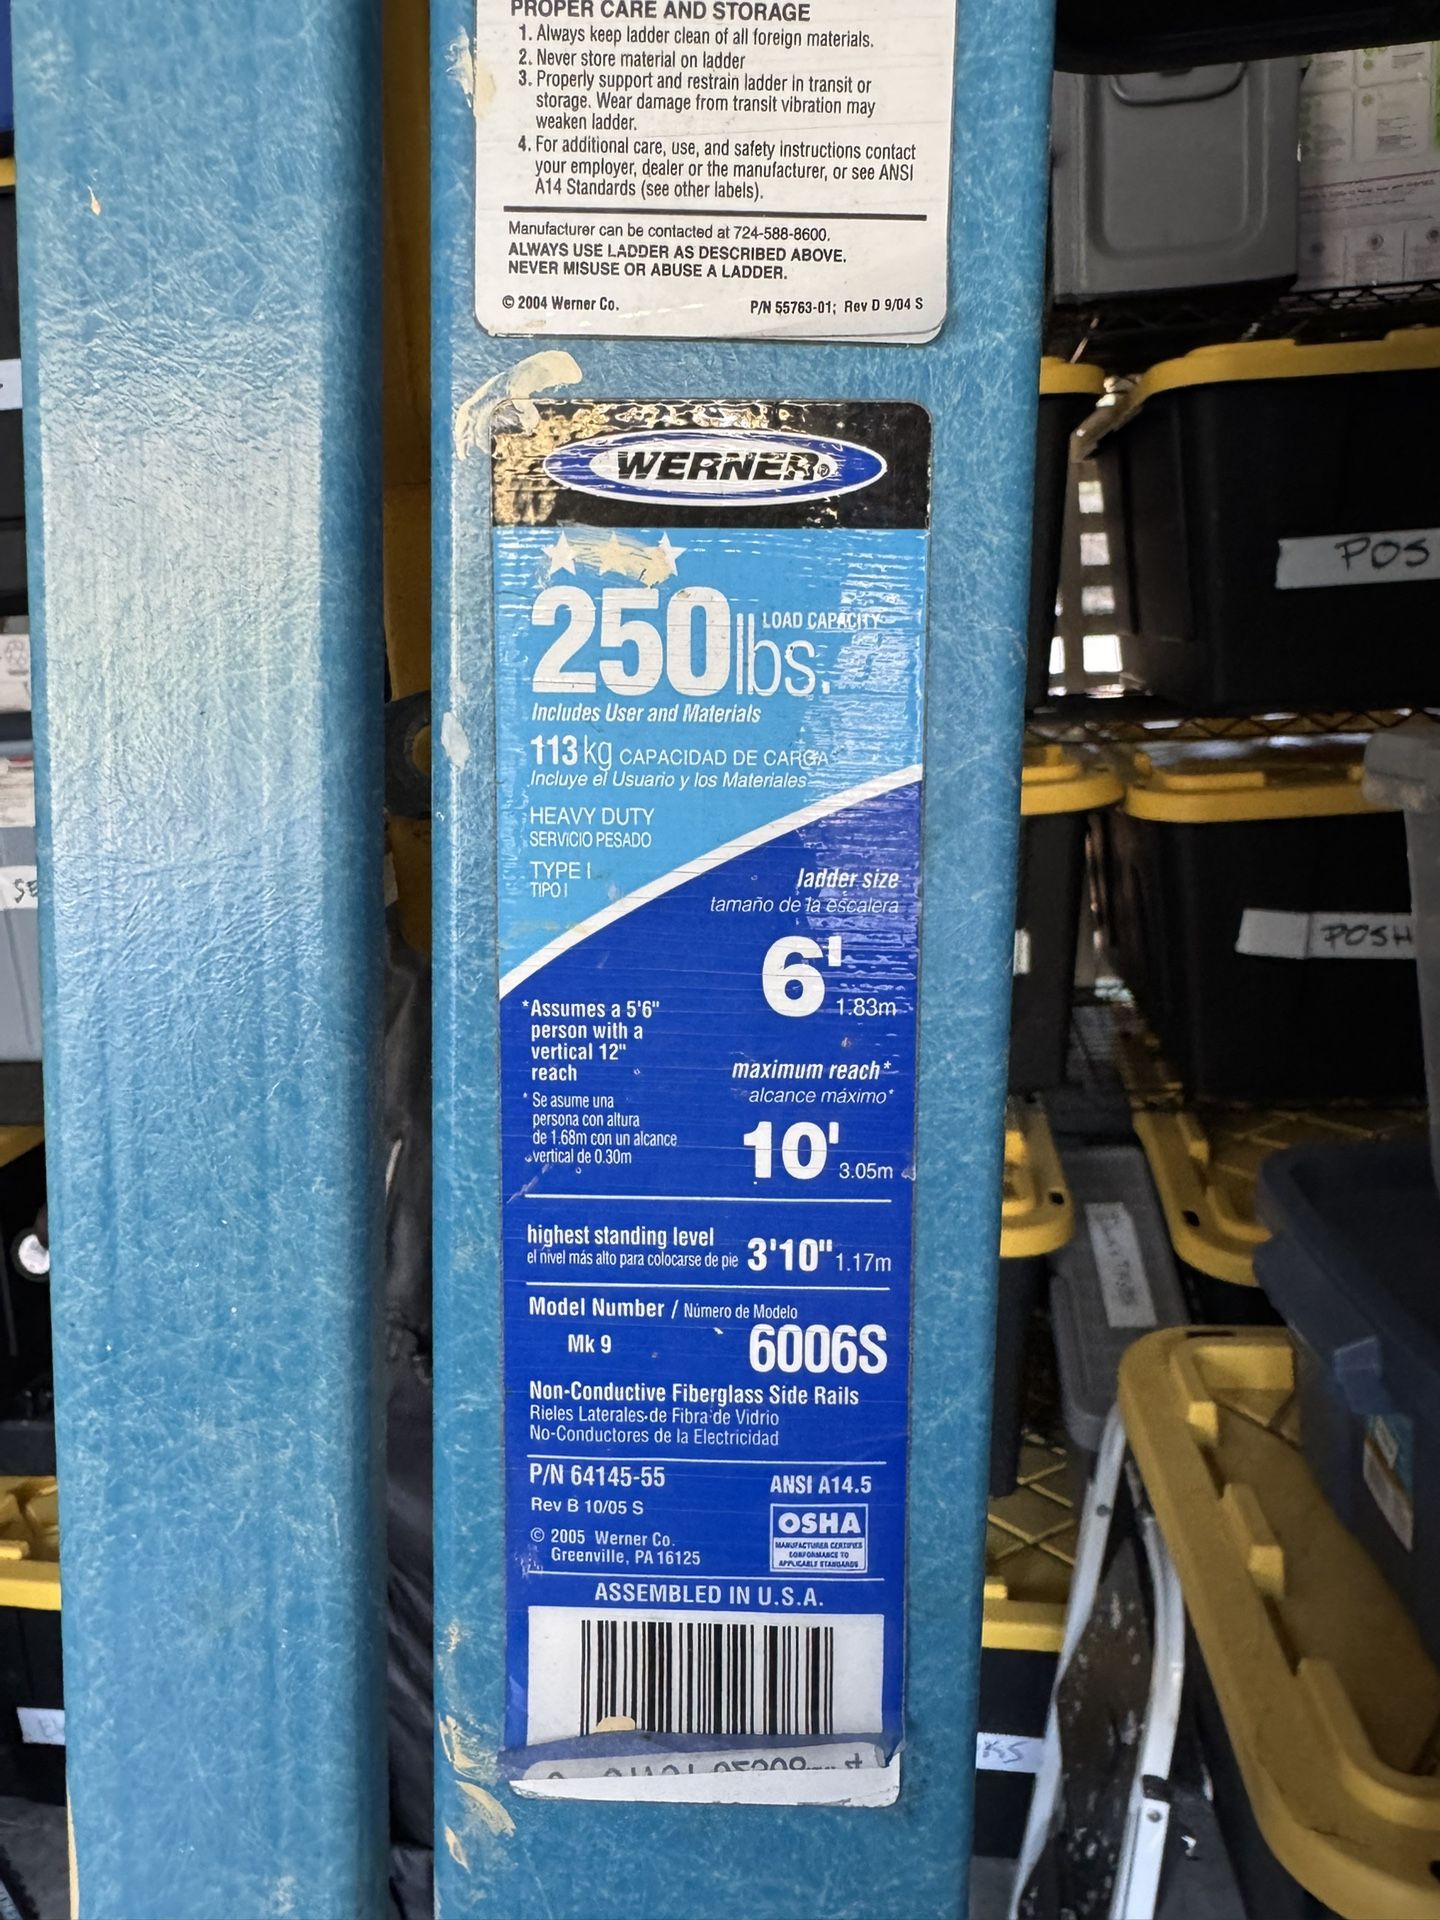 PROPER CARE AND STORAGE
1. Always keep ladder clean of all foreign materials.
2. Never store material on ladder
3. Properly support and restrain ladder in transit or
storage. Wear damage from transit vibration may
weaken ladder.
4. For additional care, use, and safety instructions contact
your employer, dealer or the manufacturer, or see ANSI
A14 Standards (see other labels).
Manufacturer can be contacted at 724-588-8600.
ALWAYS USE LADDER AS DESCRIBED ABOVE.
NEVER MISUSE OR ABUSE A LADDER.
© 2004 Werner Co. P/N 55763-01; Rev D 9/04 S
WERNER®
250 lbs. LOAD CAPACITY
Includes User and Materials
113 kg CAPACIDAD DE CARGA
Incluye el Usuario y los Materiales
HEAVY DUTY
SERVICIO PESADO
TYPE I
TIPO I
ladder size
tamaño de la escalera
6'
1.83m
*Assumes a 5'6"
person with a
vertical 12"
reach
* Se asume una
persona con altura
de 1.68m con un alcance
vertical de 0.30m
maximum reach*
alcance máximo*
10'
3.05m
highest standing level
el nivel más alto para colocarse de pie 3'10" 1.17m
Model Number / Número de Modelo
Mk 9 6006S
Non-Conductive Fiberglass Side Rails
Rieles Laterales de Fibra de Vidrio
No-Conductores de la Electricidad
P/N 64145-55
Rev B 10/05 S
© 2005 Werner Co.
Greenville, PA 16125
ANSI A14.5
OSHA
MANUFACTURER CERTIFIES
CONFORMANCE TO
APPLICABLE STANDARDS
ASSEMBLED IN U.S.A.
POS
POSH
KS
SE